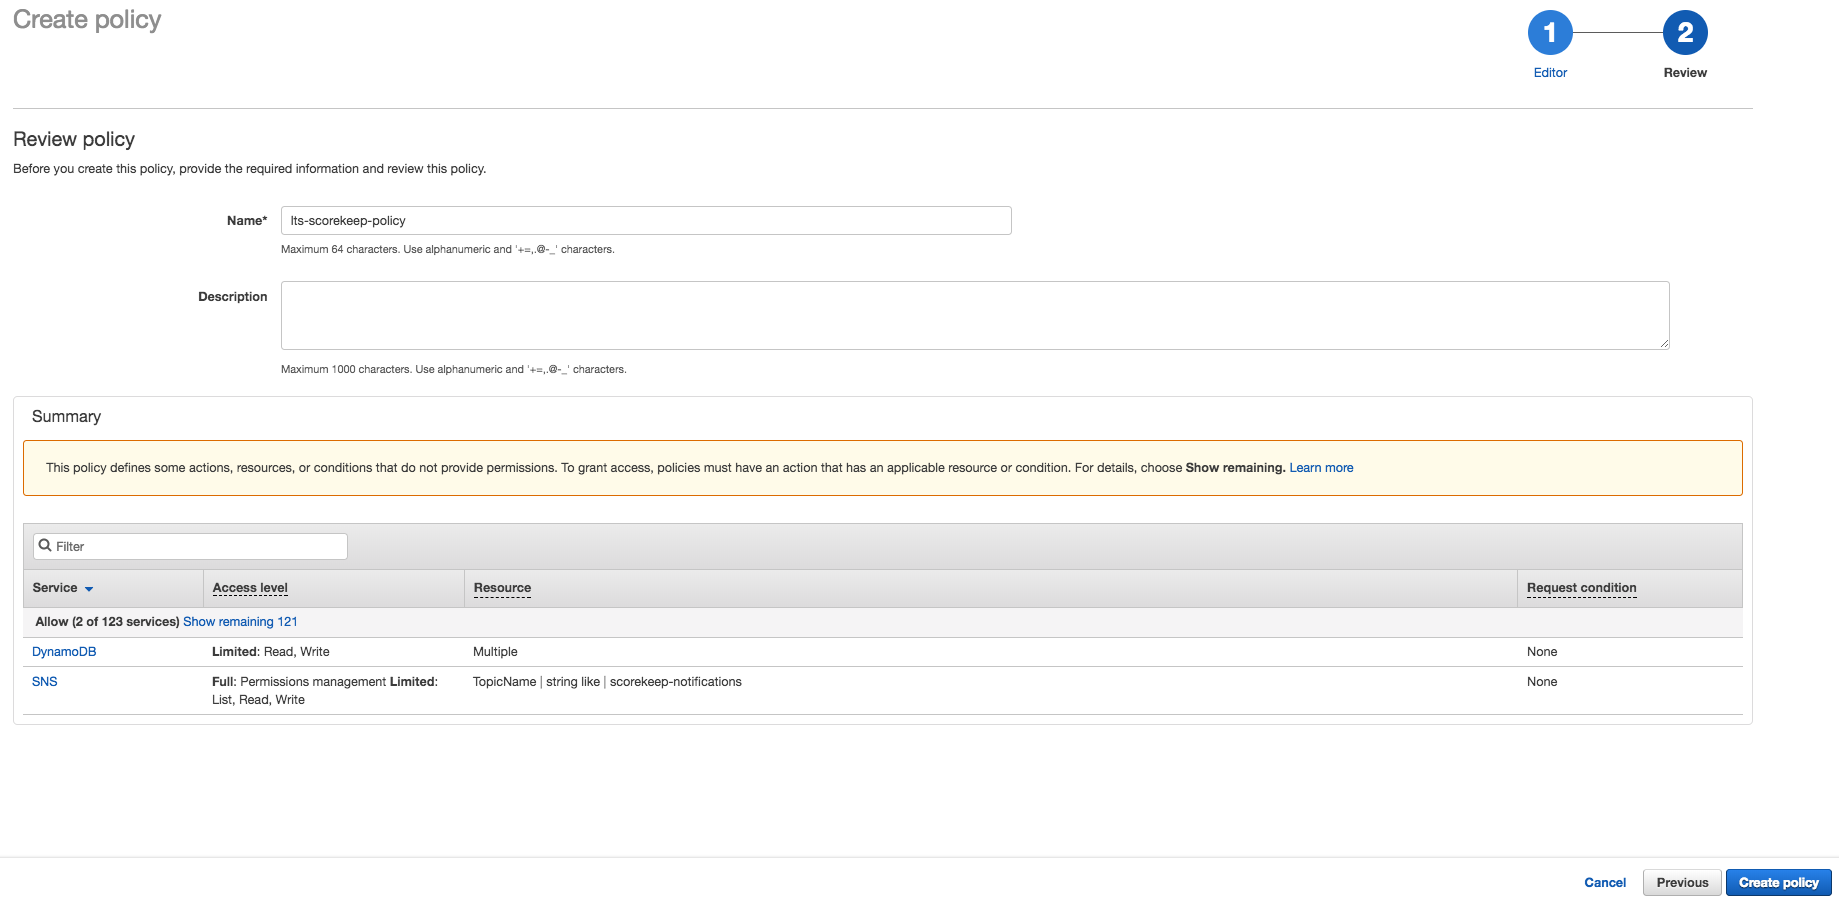 Create policy
1
2
Editor
Review
Review policy
Before you create this policy, provide the required information and review this policy.
Name*
lts-scorekeep-policy
Maximum 64 characters. Use alphanumeric and '+=,.@-_' characters.
Description
Maximum 1000 characters. Use alphanumeric and '+=,.@-_' characters.
Summary
This policy defines some actions, resources, or conditions that do not provide permissions. To grant access, policies must have an action that has an applicable resource or condition. For details, choose Show remaining. Learn more
Filter
Service Access level Resource Request condition
Allow (2 of 123 services) Show remaining 121
DynamoDB Limited: Read, Write Multiple None
SNS Full: Permissions management Limited: TopicName | string like | scorekeep-notifications None
List, Read, Write
Cancel Previous Create policy